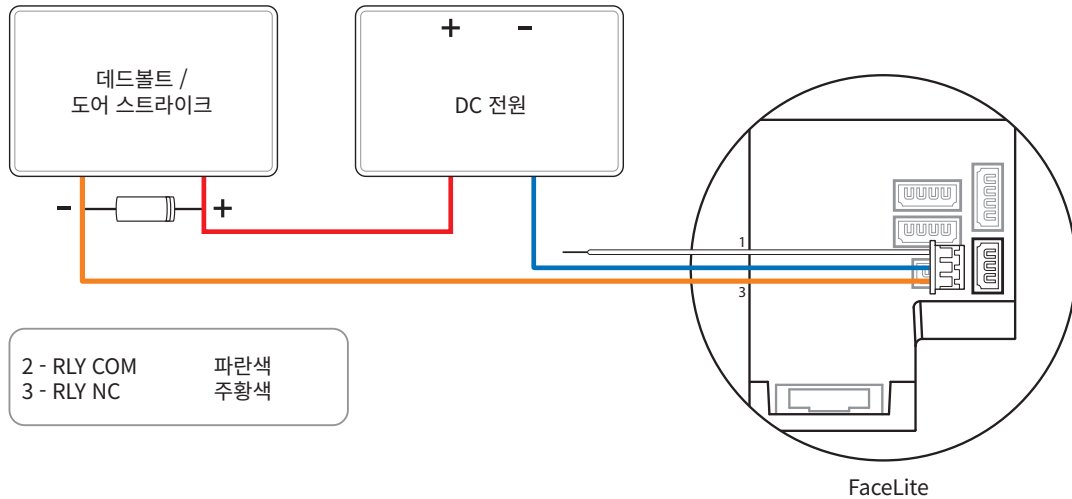 데드볼트 /
도어 스트라이크
+ -
DC 전원
- +
1
3
2 - RLY COM 파란색
3 - RLY NC 주황색
FaceLite